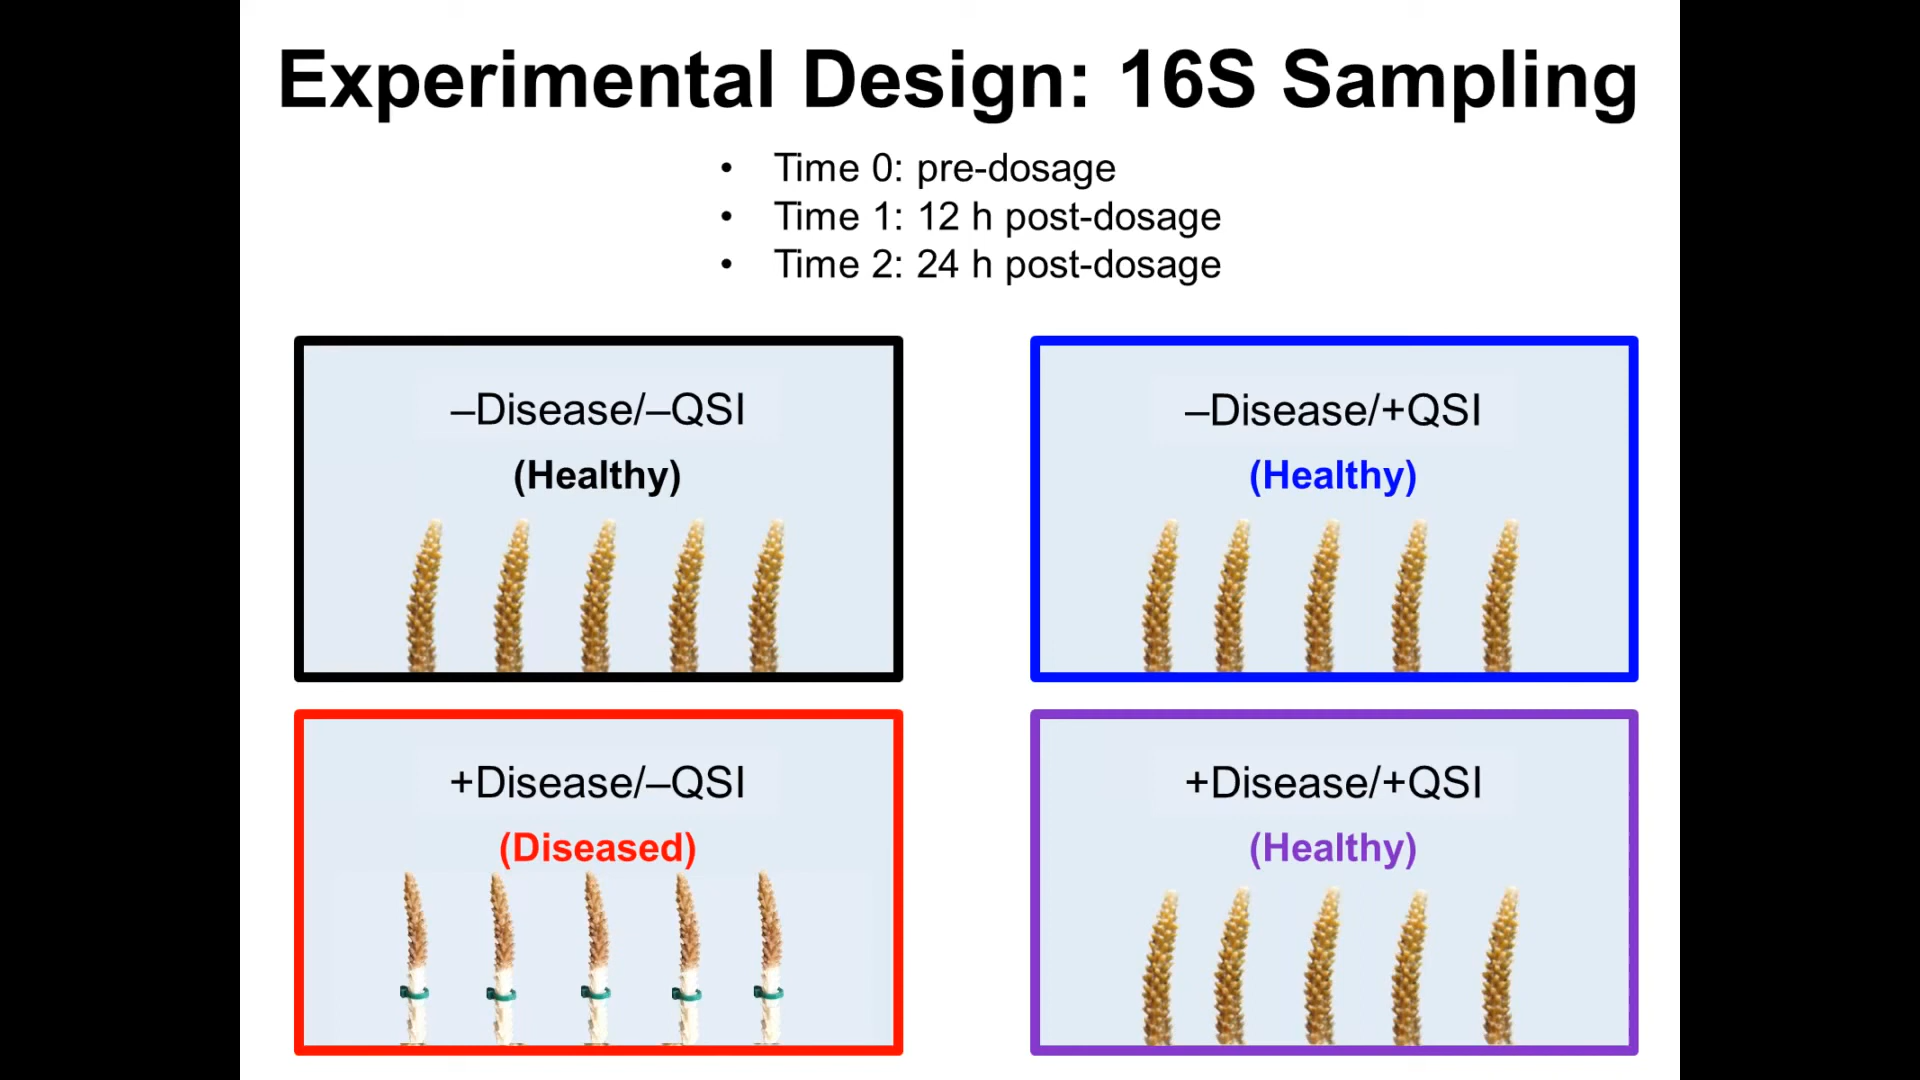 Experimental Design: 16S Sampling
• Time 0: pre-dosage
• Time 1: 12 h post-dosage
• Time 2: 24 h post-dosage
–Disease/–QSI
(Healthy)
–Disease/+QSI
(Healthy)
+Disease/–QSI
(Diseased)
+Disease/+QSI
(Healthy)